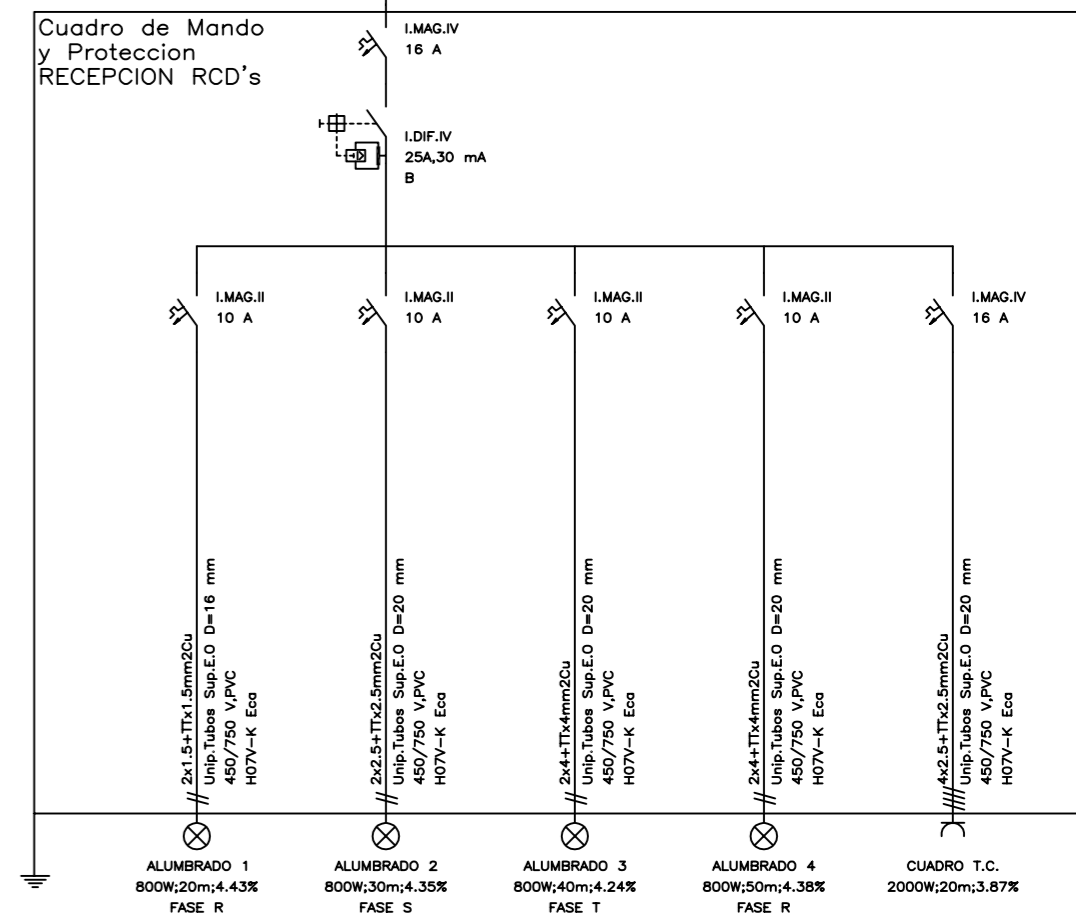 Cuadro de Mando
y Proteccion
RECEPCION RCD's
I.MAG.IV
16 A
I.DIF.IV
25A,30 mA
B
I.MAG.II
10 A
I.MAG.II
10 A
I.MAG.II
10 A
I.MAG.II
10 A
I.MAG.IV
16 A
2x1.5+TTx1.5mm2Cu
Unip.Tubos Sup.E.O D=16 mm
450/750 V,PVC
H07V-K Eca
2x2.5+TTx2.5mm2Cu
Unip.Tubos Sup.E.O D=20 mm
450/750 V,PVC
H07V-K Eca
2x4+TTx4mm2Cu
Unip.Tubos Sup.E.O D=20 mm
450/750 V,PVC
H07V-K Eca
2x4+TTx4mm2Cu
Unip.Tubos Sup.E.O D=20 mm
450/750 V,PVC
H07V-K Eca
4x2.5+TTx2.5mm2Cu
Unip.Tubos Sup.E.O D=20 mm
450/750 V,PVC
H07V-K Eca
ALUMBRADO 1
800W;20m;4.43%
FASE R
ALUMBRADO 2
800W;30m;4.35%
FASE S
ALUMBRADO 3
800W;40m;4.24%
FASE T
ALUMBRADO 4
800W;50m;4.38%
FASE R
CUADRO T.C.
2000W;20m;3.87%